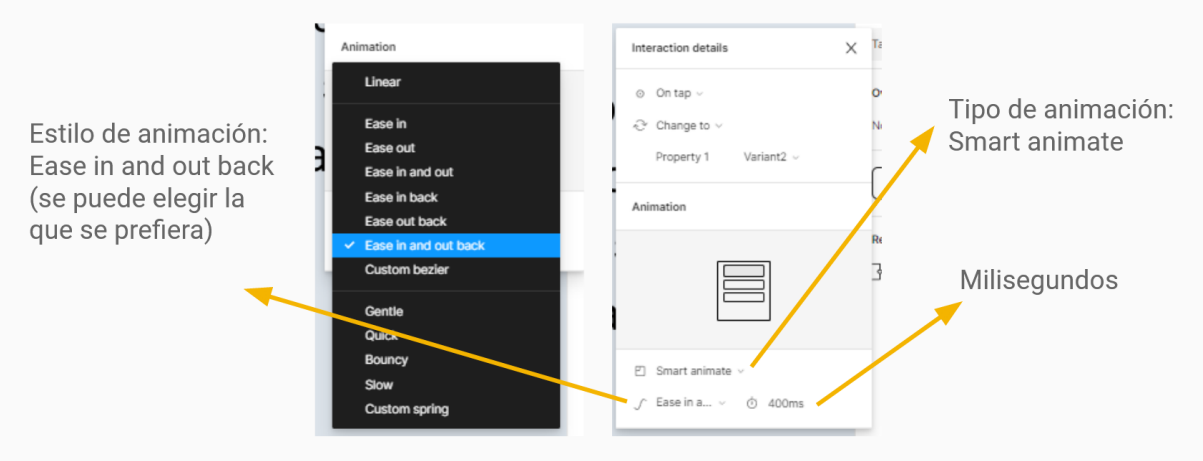 Estilo de animación:
Ease in and out back
(se puede elegir la
que se prefiera)
Animation
Linear
Ease in
Ease out
Ease in and out
Ease in back
Ease out back
Ease in and out back
Custom bezier
Gentle
Quick
Bouncy
Slow
Custom spring
Interaction details
On tap
Change to
Property 1 Variant2
Animation
Smart animate
Ease in a... 400ms
Tipo de animación:
Smart animate
Milisegundos